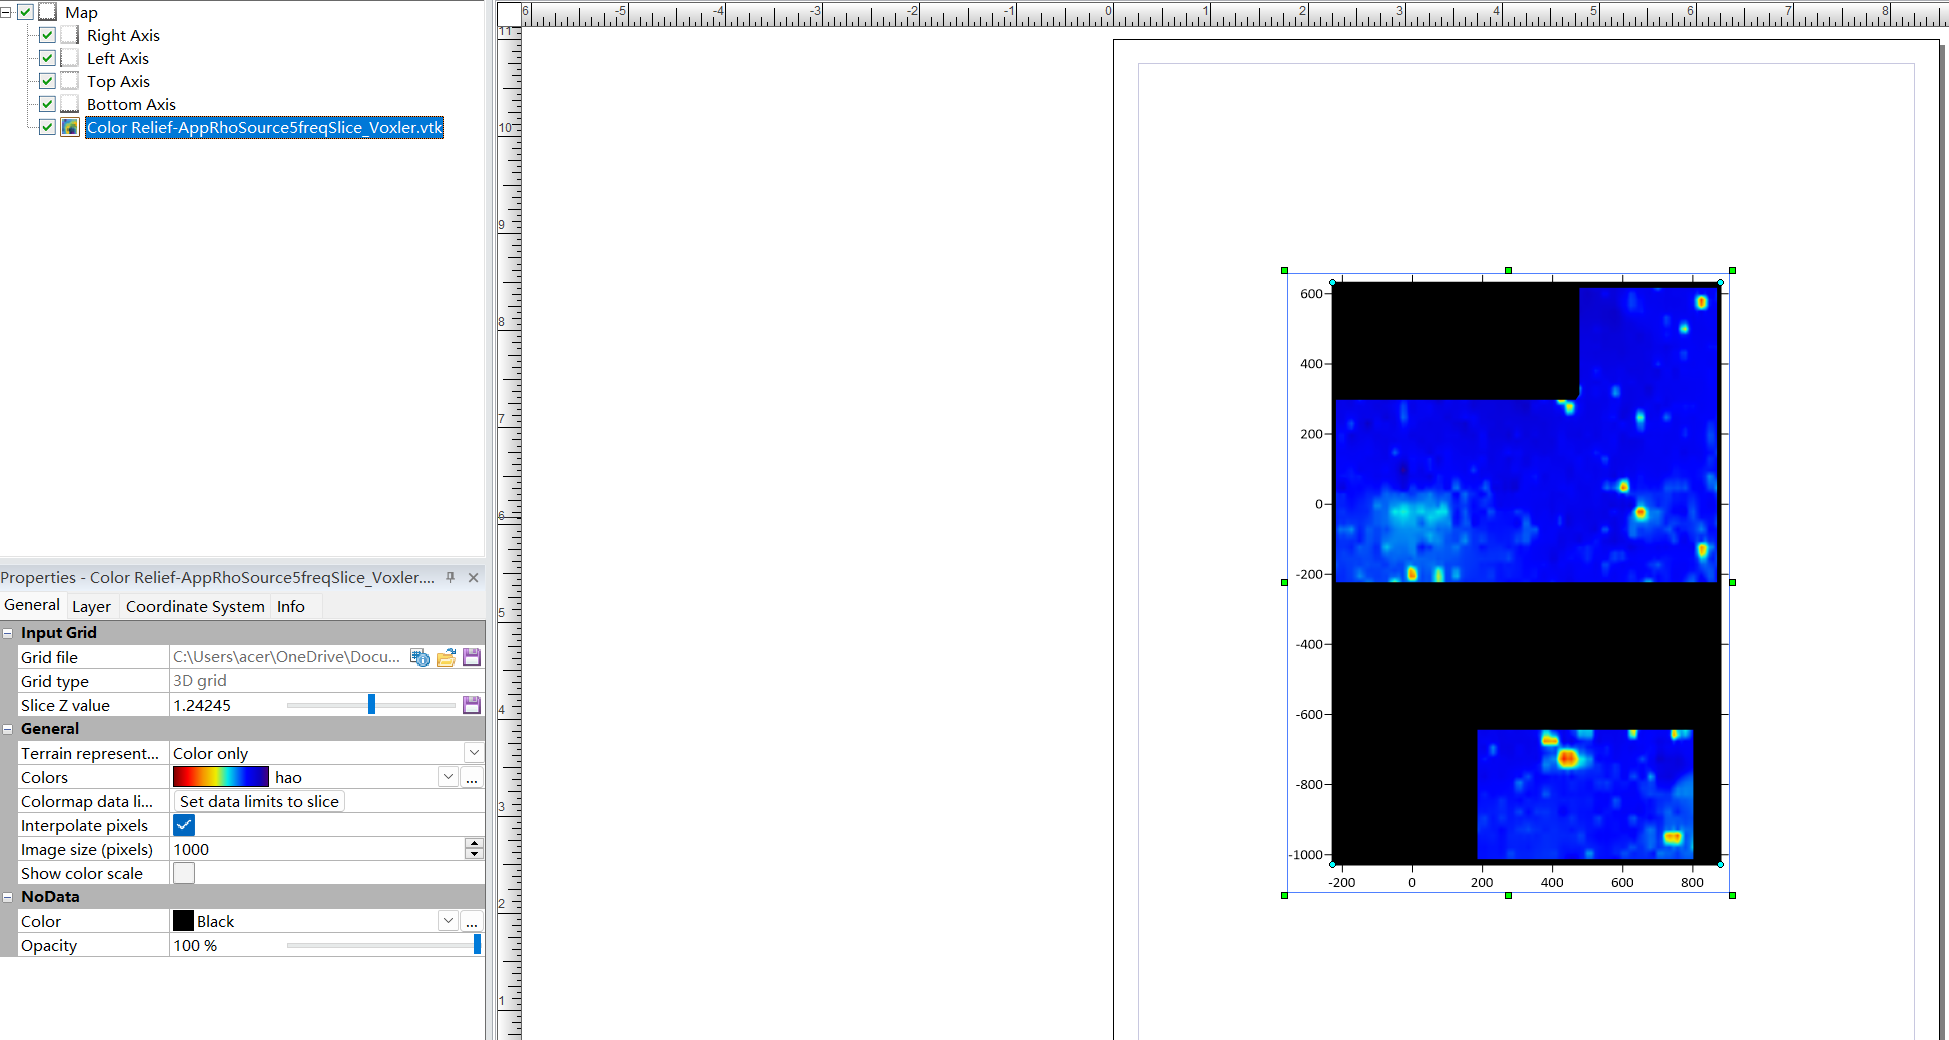 Map
Right Axis
Left Axis
Top Axis
Bottom Axis
Color Relief-AppRhoSource5freqSlice_Voxler.vtk
Properties - Color Relief-AppRhoSource5freqSlice_Voxler....
General Layer Coordinate System Info
Input Grid
Grid file C:\Users\acer\OneDrive\Docu...
Grid type 3D grid
Slice Z value 1.24245
General
Terrain represent... Color only
Colors hao ...
Colormap data li... Set data limits to slice
Interpolate pixels
Image size (pixels) 1000
Show color scale
NoData
Color Black ...
Opacity 100 %
6 -5 -4 -3 -2 -1 0 1 2 3 4 5 6 7 8
11
10
9
8
7
6
5
4
3
2
1
600
400
200
0
-200
-400
-600
-800
-1000
-200 0 200 400 600 800